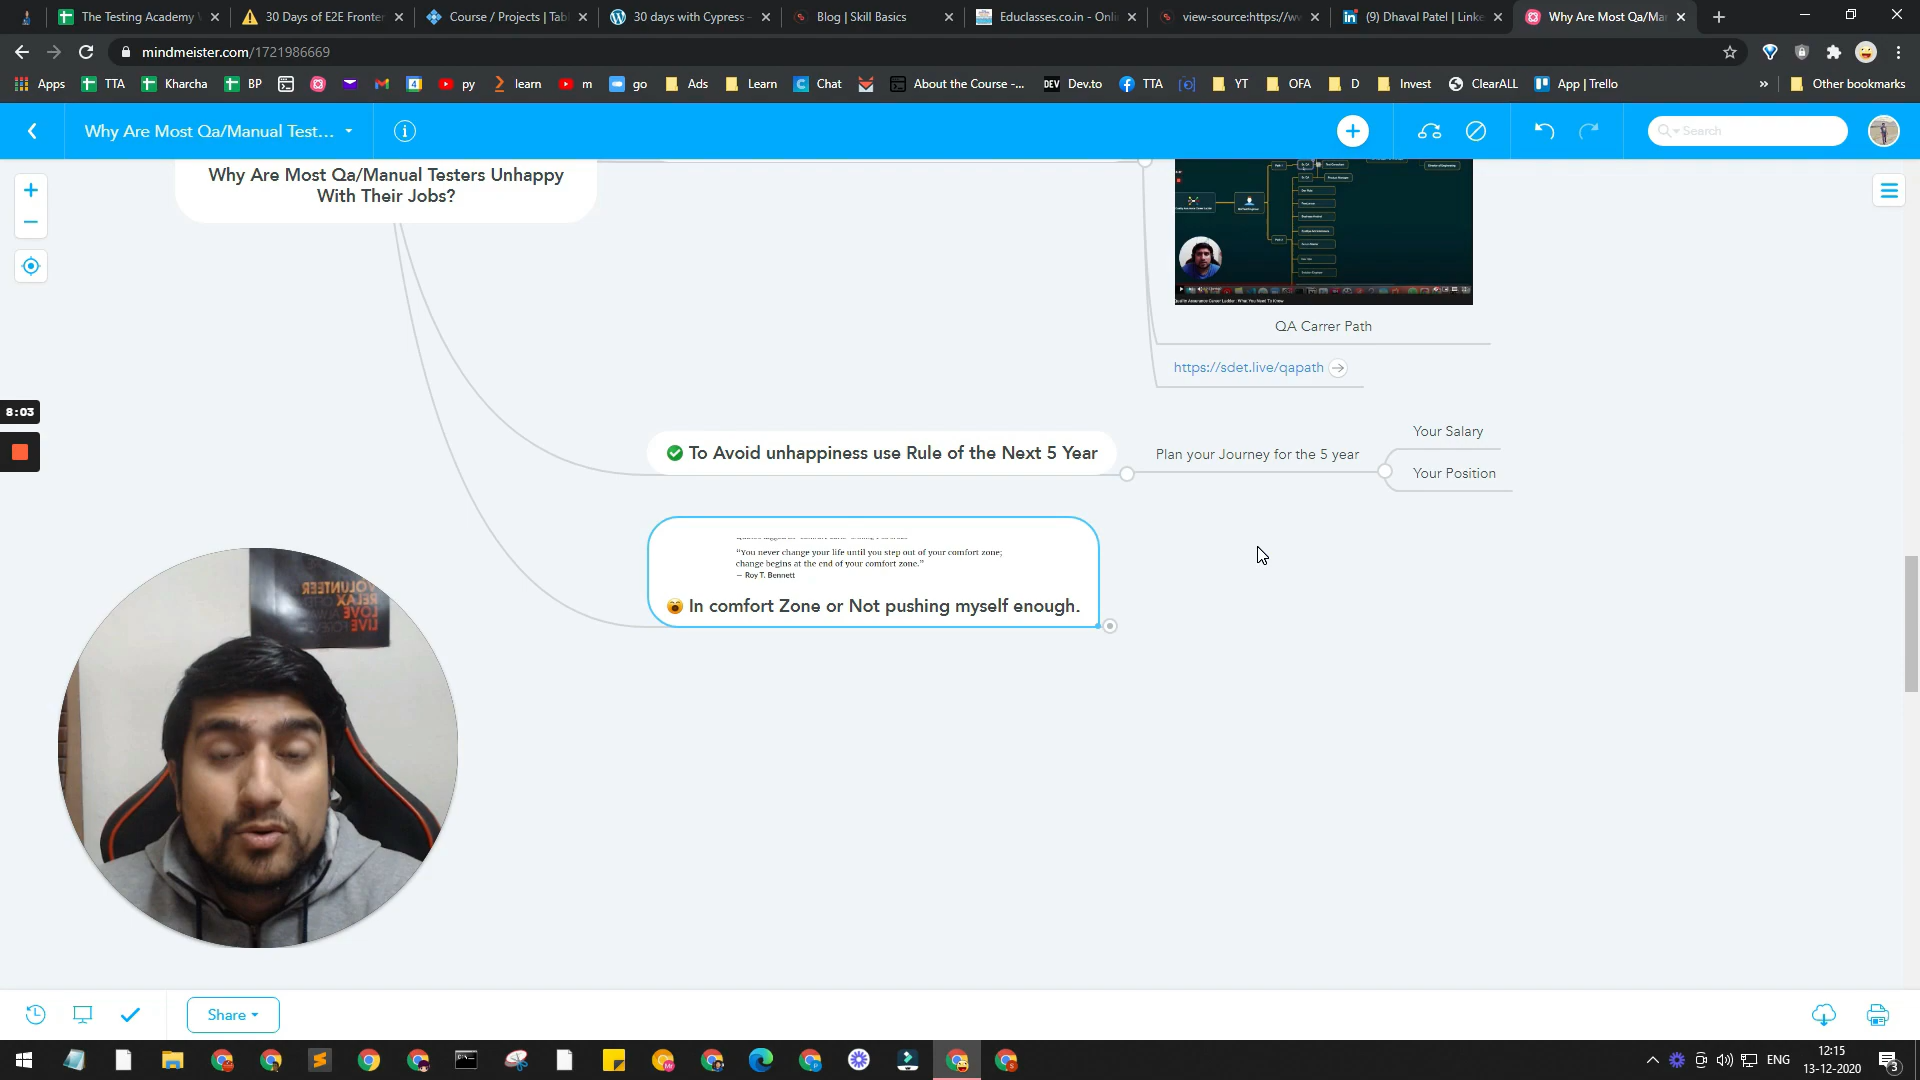 The Testing Academy
30 Days of E2E Fronter
Course / Projects | Tab
30 days with Cypress
Blog | Skill Basics
Educlasses.co.in - Onli
view-source:https://w
(9) Dhaval Patel | Linke
Why Are Most Qa/Ma
mindmeister.com/1721986669
Apps
TTA
Kharcha
BP
py
learn
m
go
Ads
Learn
Chat
About the Course -...
DEV Dev.to
TTA
YT
OFA
D
Invest
ClearALL
App | Trello
»
Other bookmarks
Why Are Most Qa/Manual Test...
Search
Why Are Most Qa/Manual Testers Unhappy
With Their Jobs?
QA Carrer Path
https://sdet.live/qapath
8:03
To Avoid unhappiness use Rule of the Next 5 Year
Plan your Journey for the 5 year
Your Salary
Your Position
“You never change your life until you step out of your comfort zone;
change begins at the end of your comfort zone.”
― Roy T. Bennett
In comfort Zone or Not pushing myself enough.
VOLUNTEER
RELAX
LOVE
LIVE
Share
ENG
12:15
13-12-2020
3